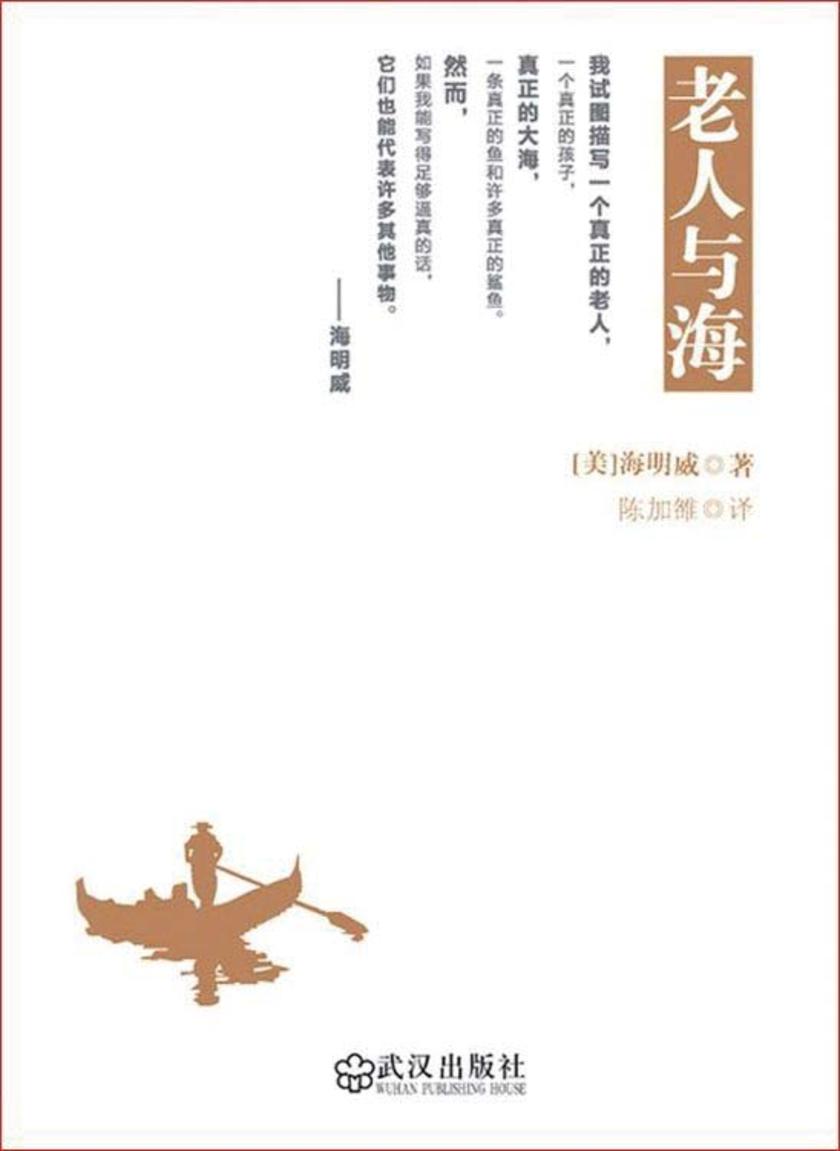 老人与海
我试图描写一个真正的老人，
一个真正的孩子，
真正的大海，
一条真正的鱼和许多真正的鲨鱼。
然而，
如果我能写得足够逼真的话，
它们也能代表许多其他事物。
——海明威
[美]海明威◎著
陈加雒◎译
武汉出版社
WUHAN PUBLISHING HOUSE